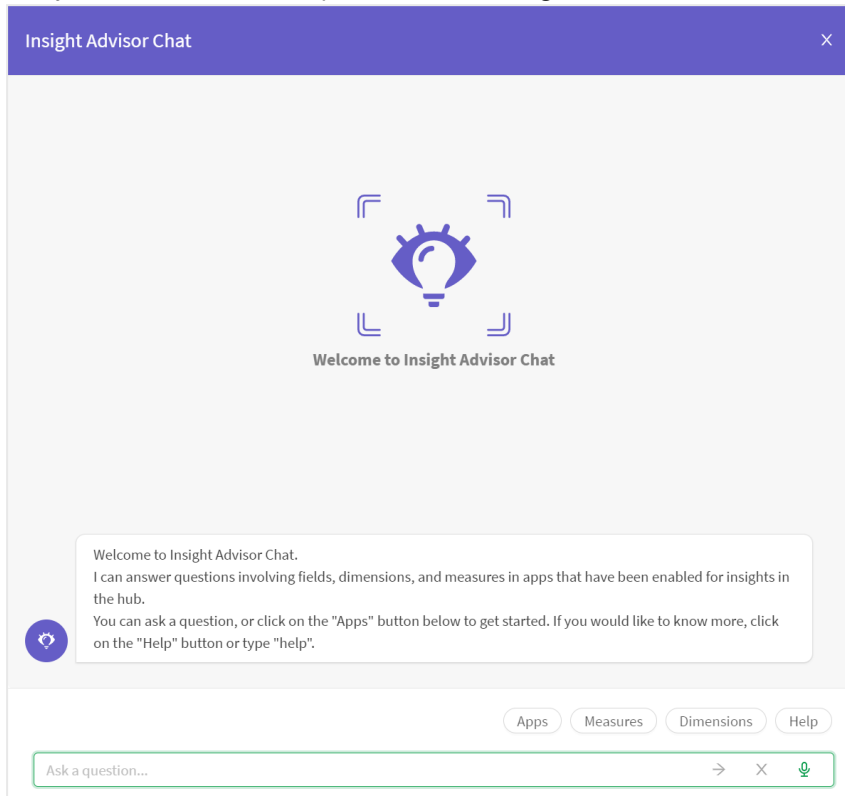 Insight Advisor Chat
Welcome to Insight Advisor Chat
Welcome to Insight Advisor Chat.
I can answer questions involving fields, dimensions, and measures in apps that have been enabled for insights in
the hub.
You can ask a question, or click on the "Apps" button below to get started. If you would like to know more, click
on the "Help" button or type "help".
Apps Measures Dimensions Help
Ask a question...